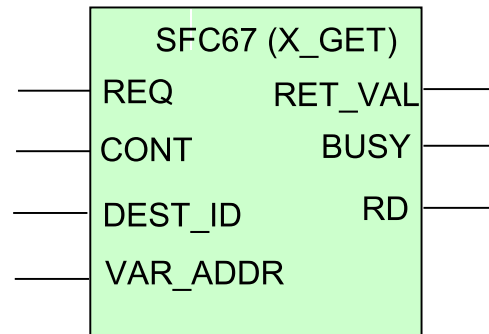 SFC67 (X_GET)
REQ RET_VAL
CONT BUSY
DEST_ID RD
VAR_ADDR